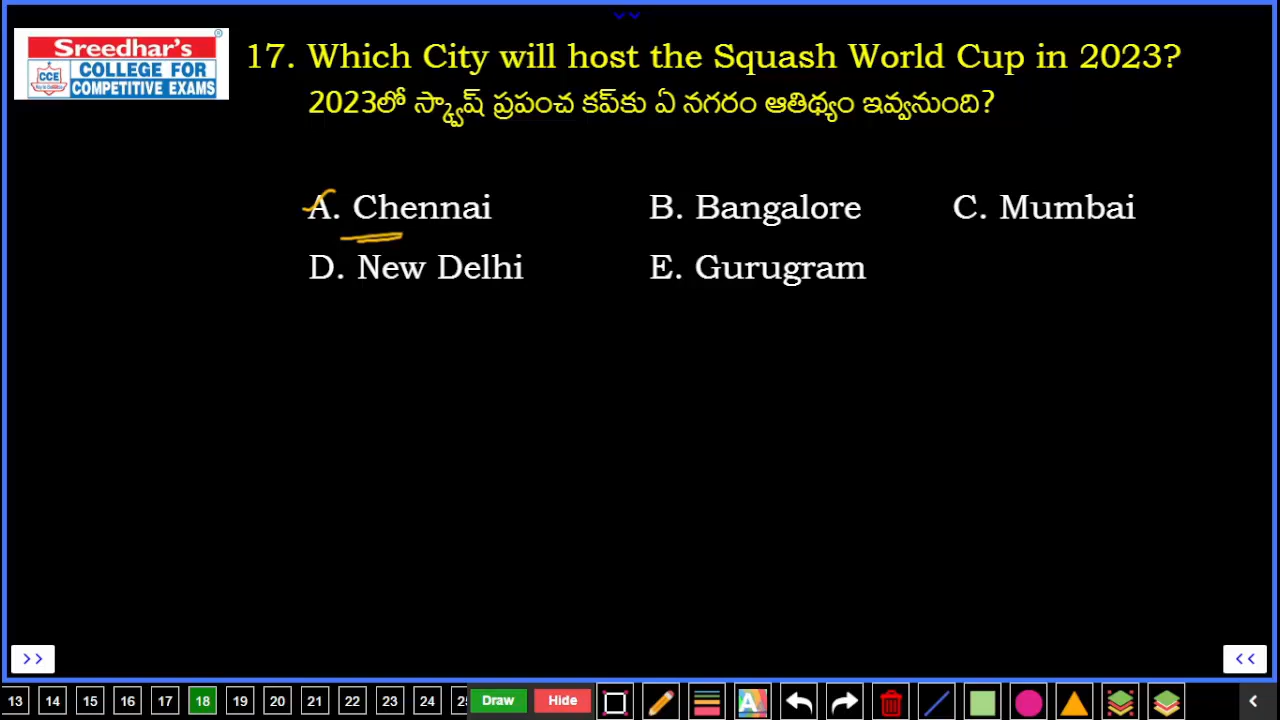 Sreedhar's
CCE
COLLEGE FOR
COMPETITIVE EXAMS
17. Which City will host the Squash World Cup in 2023?
2023లో స్క్వాష్ ప్రపంచ కప్‌కు ఏ నగరం ఆతిథ్యం ఇవ్వనుంది?
A. Chennai B. Bangalore C. Mumbai
D. New Delhi E. Gurugram
>> <<
13 14 15 16 17 18 19 20 21 22 23 24 Draw Hide A <